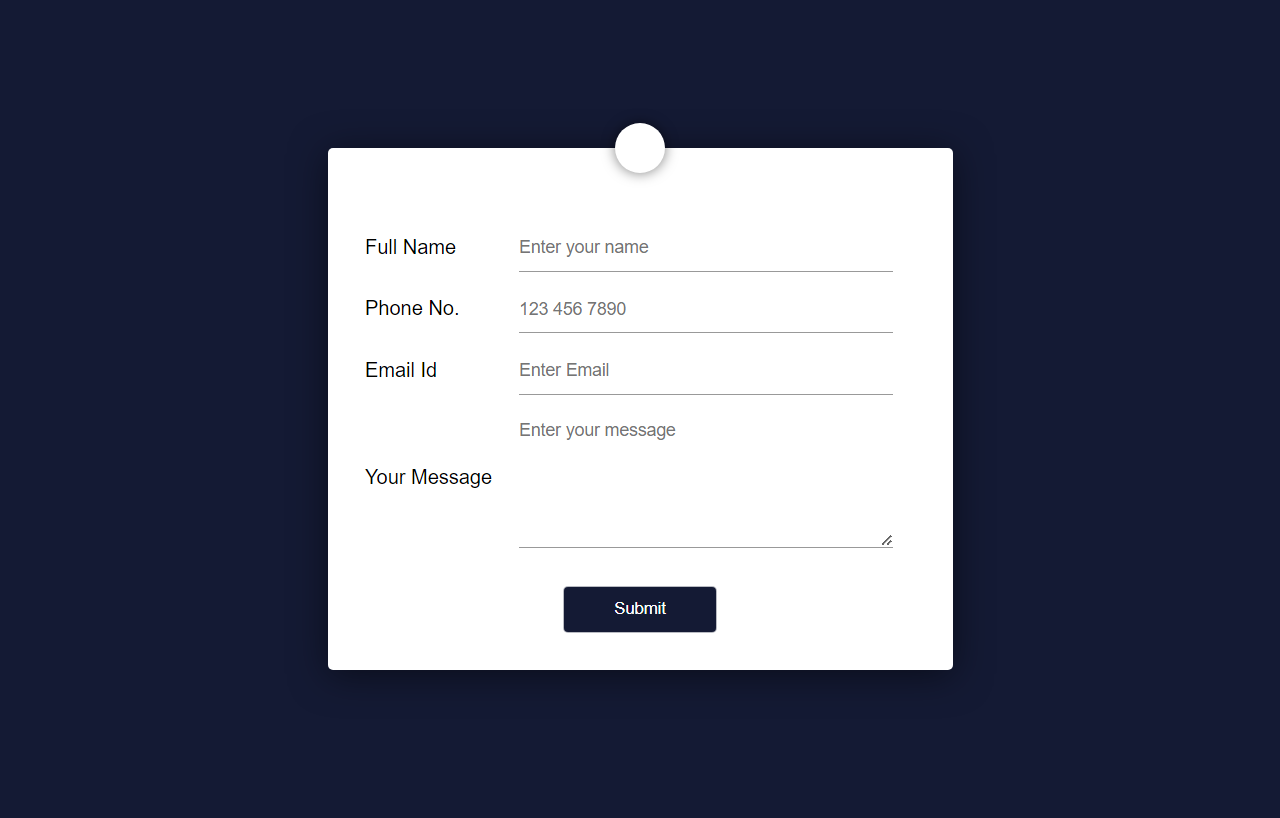 Full Name Enter your name
Phone No. 123 456 7890
Email Id Enter Email
Enter your message
Your Message
Submit